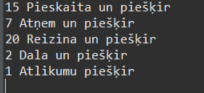 15 Pieskaita un piešķir
7 Atņem un piešķir
20 Reizina un piešķir
2 Dala un piešķir
1 Atlikumu piešķir